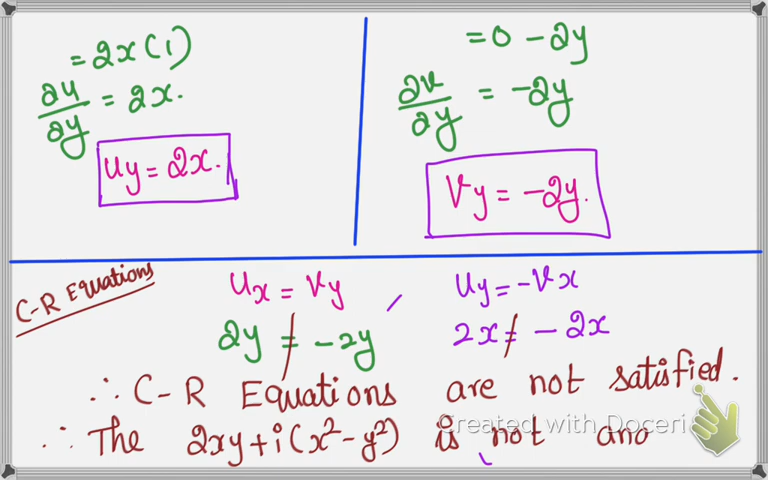 = 2x(1)
∂u/∂y = 2x.
uy = 2x.
= 0 - 2y
∂v/∂y = -2y
Vy = -2y.
C-R Equations
ux = Vy
2y ≠ -2y
uy = -Vx
2x ≠ -2x
∴ C-R Equations are not satisfied.
Created with Doceri
∴ The 2xy + i(x² - y²) is not ana